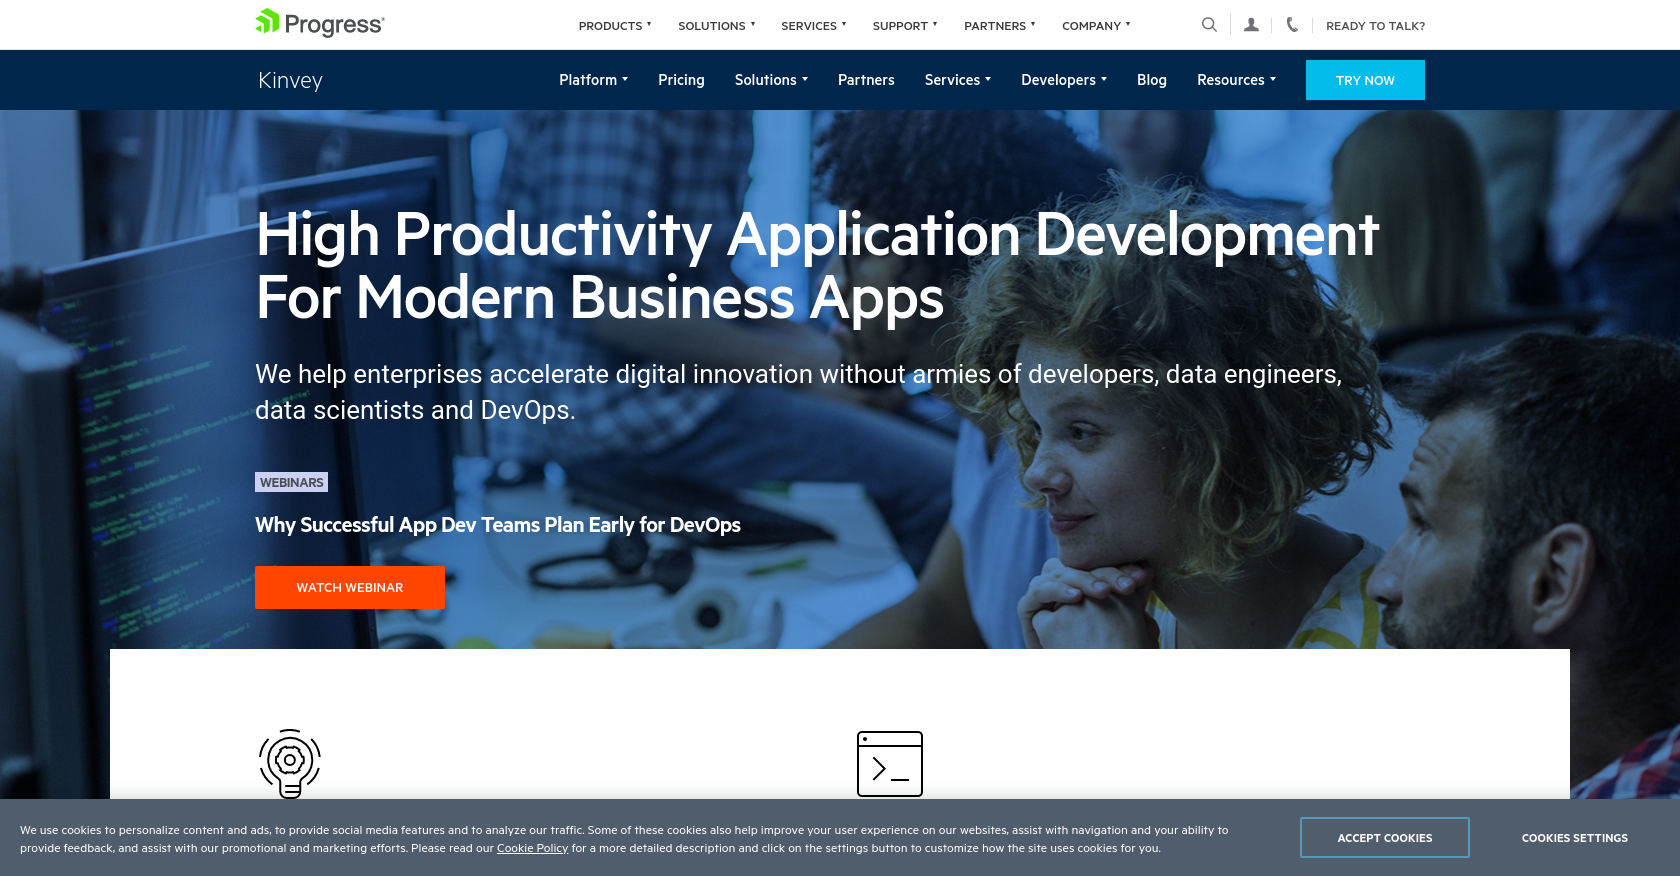 Progress
PRODUCTS
SOLUTIONS
SERVICES
SUPPORT
PARTNERS
COMPANY
READY TO TALK?
Kinvey
Platform
Pricing
Solutions
Partners
Services
Developers
Blog
Resources
TRY NOW
High Productivity Application Development
For Modern Business Apps
We help enterprises accelerate digital innovation without armies of developers, data engineers,
data scientists and DevOps.
WEBINARS
Why Successful App Dev Teams Plan Early for DevOps
WATCH WEBINAR
We use cookies to personalize content and ads, to provide social media features and to analyze our traffic. Some of these cookies also help improve your user experience on our websites, assist with navigation and your ability to
provide feedback, and assist with our promotional and marketing efforts. Please read our Cookie Policy for a more detailed description and click on the settings button to customize how the site uses cookies for you.
ACCEPT COOKIES
COOKIES SETTINGS